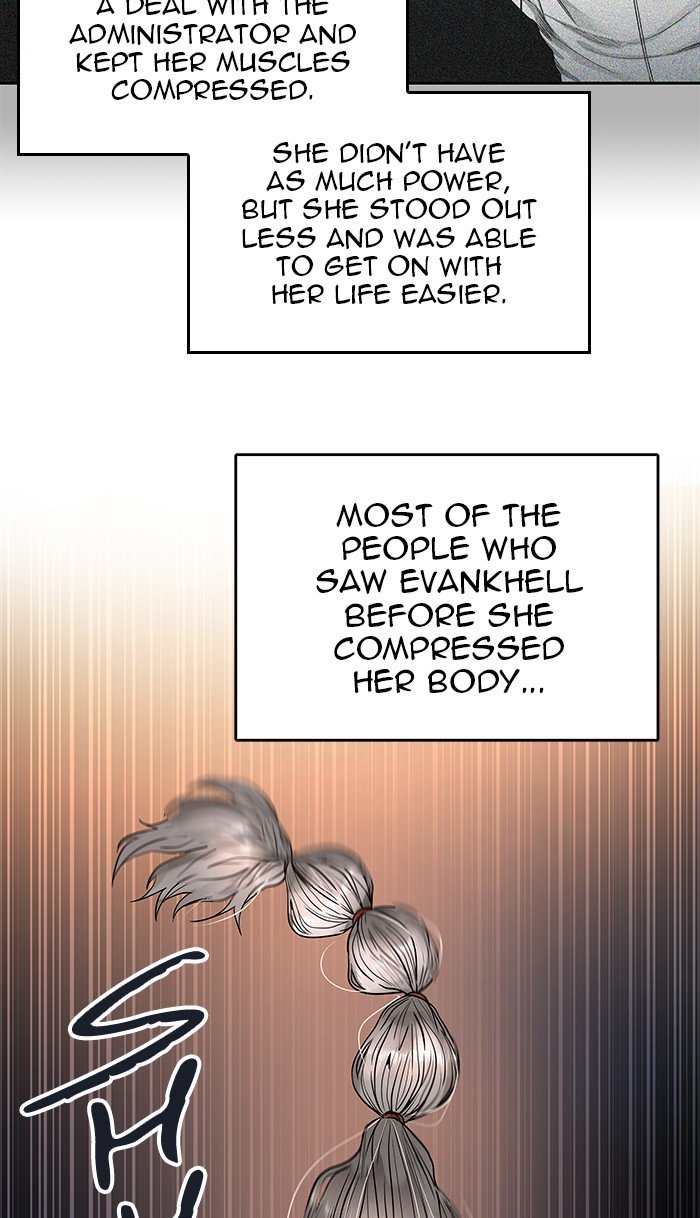 A DEAL WITH THE
ADMINISTRATOR AND
KEPT HER MUSCLES
COMPRESSED.
SHE DIDN'T HAVE
AS MUCH POWER,
BUT SHE STOOD OUT
LESS AND WAS ABLE
TO GET ON WITH
HER LIFE EASIER.
MOST OF THE
PEOPLE WHO
SAW EVANKHELL
BEFORE SHE
COMPRESSED
HER BODY...
S
H